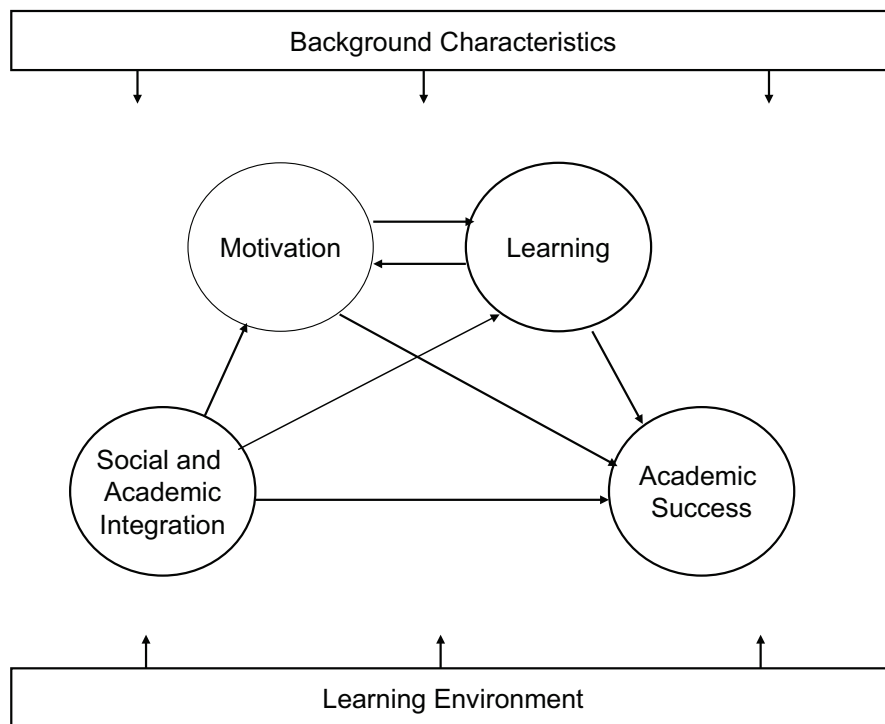 Background Characteristics
Motivation
Learning
Social and
Academic
Integration
Academic
Success
Learning Environment